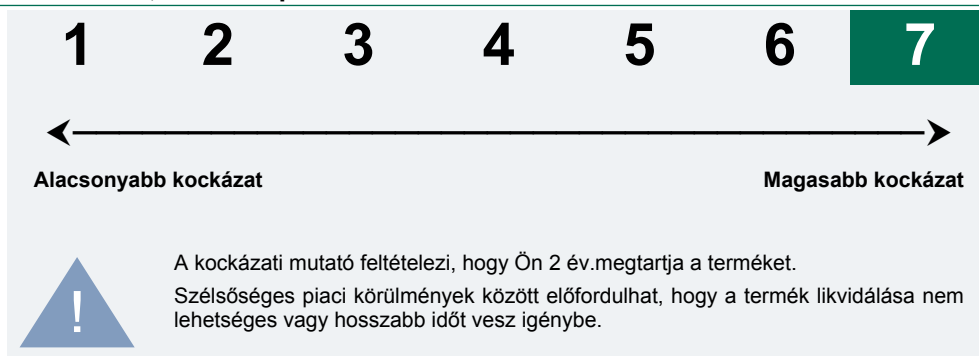 1 2 3 4 5 6 7
Alacsonyabb kockázat Magasabb kockázat
A kockázati mutató feltételezi, hogy Ön 2 év.megtartja a terméket.
! Szélsőséges piaci körülmények között előfordulhat, hogy a termék likvidálása nem
lehetséges vagy hosszabb időt vesz igénybe.